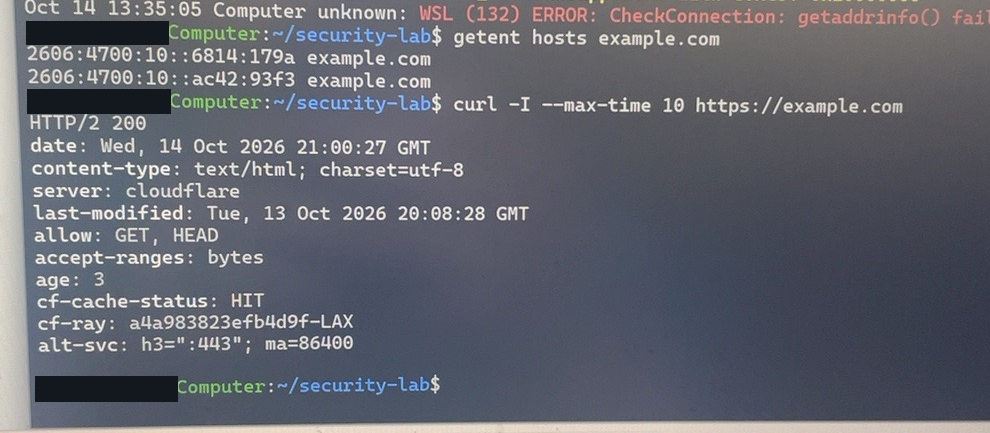 Oct 14 13:35:05 Computer unknown: WSL (132) ERROR: CheckConnection: getaddrinfo()
Computer:~/security-lab$ getent hosts example.com
2606:4700:10::6814:179a example.com
2606:4700:10::ac42:93f3 example.com
Computer:~/security-lab$ curl -I --max-time 10 https://example.com
HTTP/2 200
date: Wed, 14 Oct 2026 21:00:27 GMT
content-type: text/html; charset=utf-8
server: cloudflare
last-modified: Tue, 13 Oct 2026 20:08:28 GMT
allow: GET, HEAD
accept-ranges: bytes
age: 3
cf-cache-status: HIT
cf-ray: a4a983823efb4d9f-LAX
alt-svc: h3=":443"; ma=86400
Computer:~/security-lab$